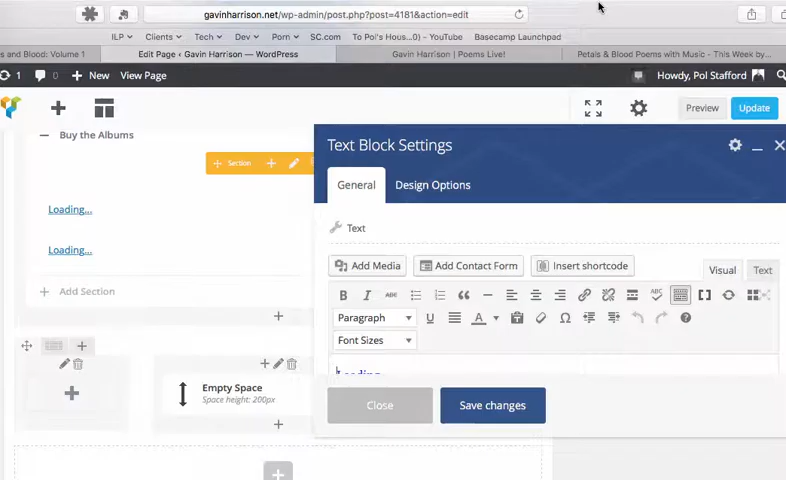 gavinharrison.net/wp-admin/post.php?post=4181&action=edit
ILP Clients Tech Dev Porn SC.com To Poi's Hous...0) - YouTube Basecamp Launchpad
s and Blood: Volume 1 Edit Page ‹ Gavin Harrison — WordPress Gavin Harrison | Poems Live! Petals & Blood Poems with Music - This Week by...
1 0 + New View Page Howdy, Pol Stafford
Preview Update
Buy the Albums
Text Block Settings
+ Section
General Design Options
Loading...
Text
Loading...
Add Media Add Contact Form Insert shortcode
Visual Text
Add Section
B I ABC ABC
Paragraph U A Ω
Font Sizes
Loading...
Empty Space
Space height: 200px
Close Save changes